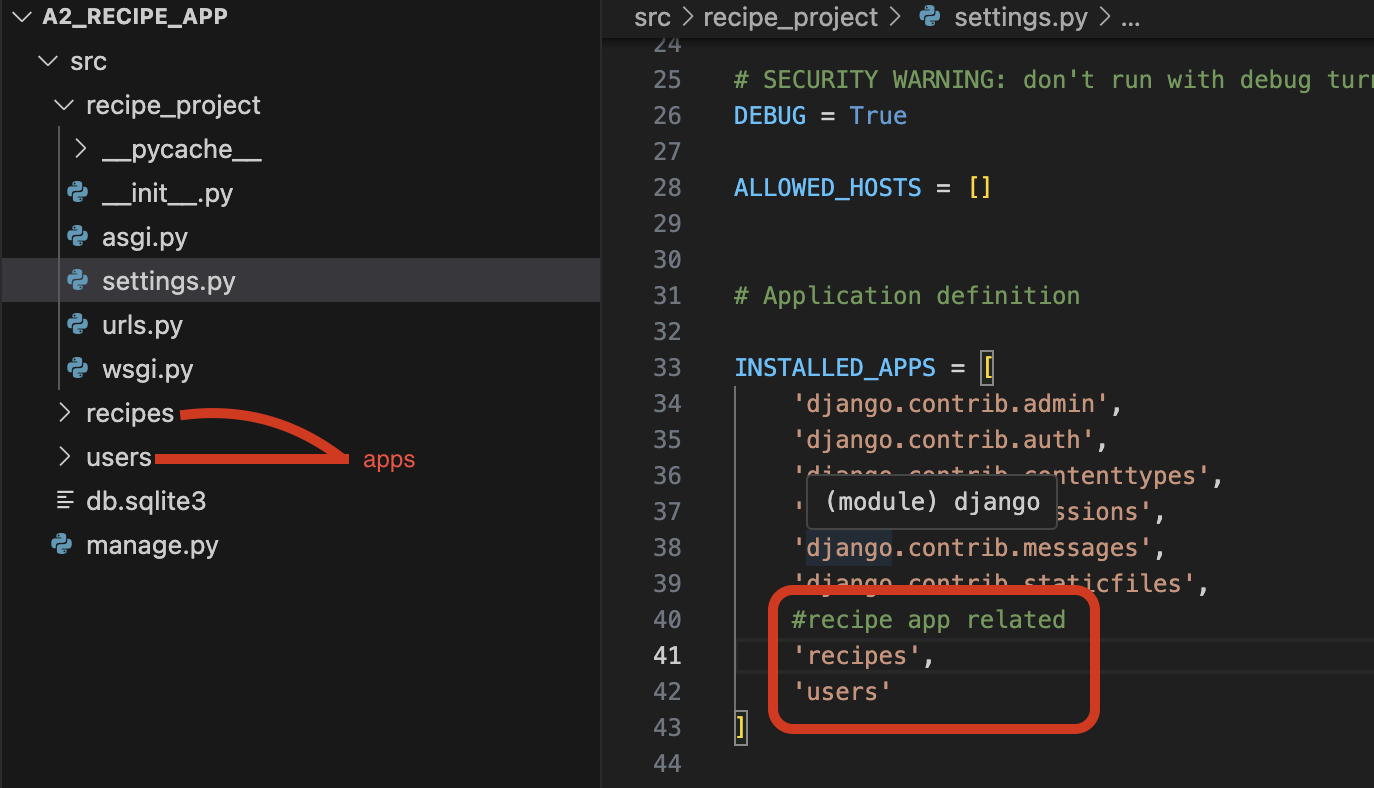 A2_RECIPE_APP
src
recipe_project
__pycache__
__init__.py
asgi.py
settings.py
urls.py
wsgi.py
recipes
users
apps
db.sqlite3
manage.py
src > recipe_project > settings.py > ...
24
25 # SECURITY WARNING: don't run with debug
26 DEBUG = True
27
28 ALLOWED_HOSTS = []
29
30
31 # Application definition
32
33 INSTALLED_APPS = [
34 'django.contrib.admin',
35 'django.contrib.auth',
36 'django.contrib.contenttypes',
(module) django
37 ' ssions',
38 'django.contrib.messages',
39 'django.contrib.staticfiles',
40 #recipe app related
41 'recipes',
42 'users'
43 ]
44